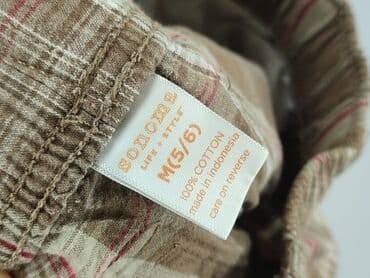 sonoma
LIFE + STYLE®
M(5/6)
100% COTTON
made in indonesia
care on reverse